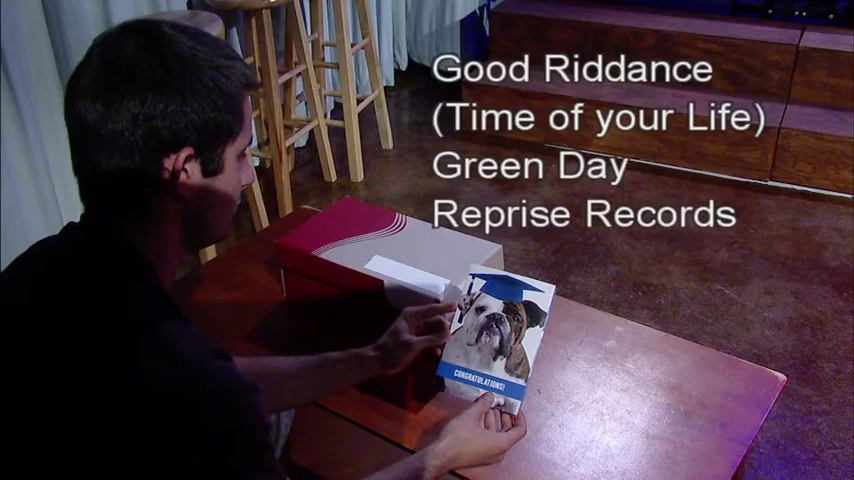 Good Riddance
(Time of your Life)
Green Day
Reprise Records
CONGRATULATIONS!